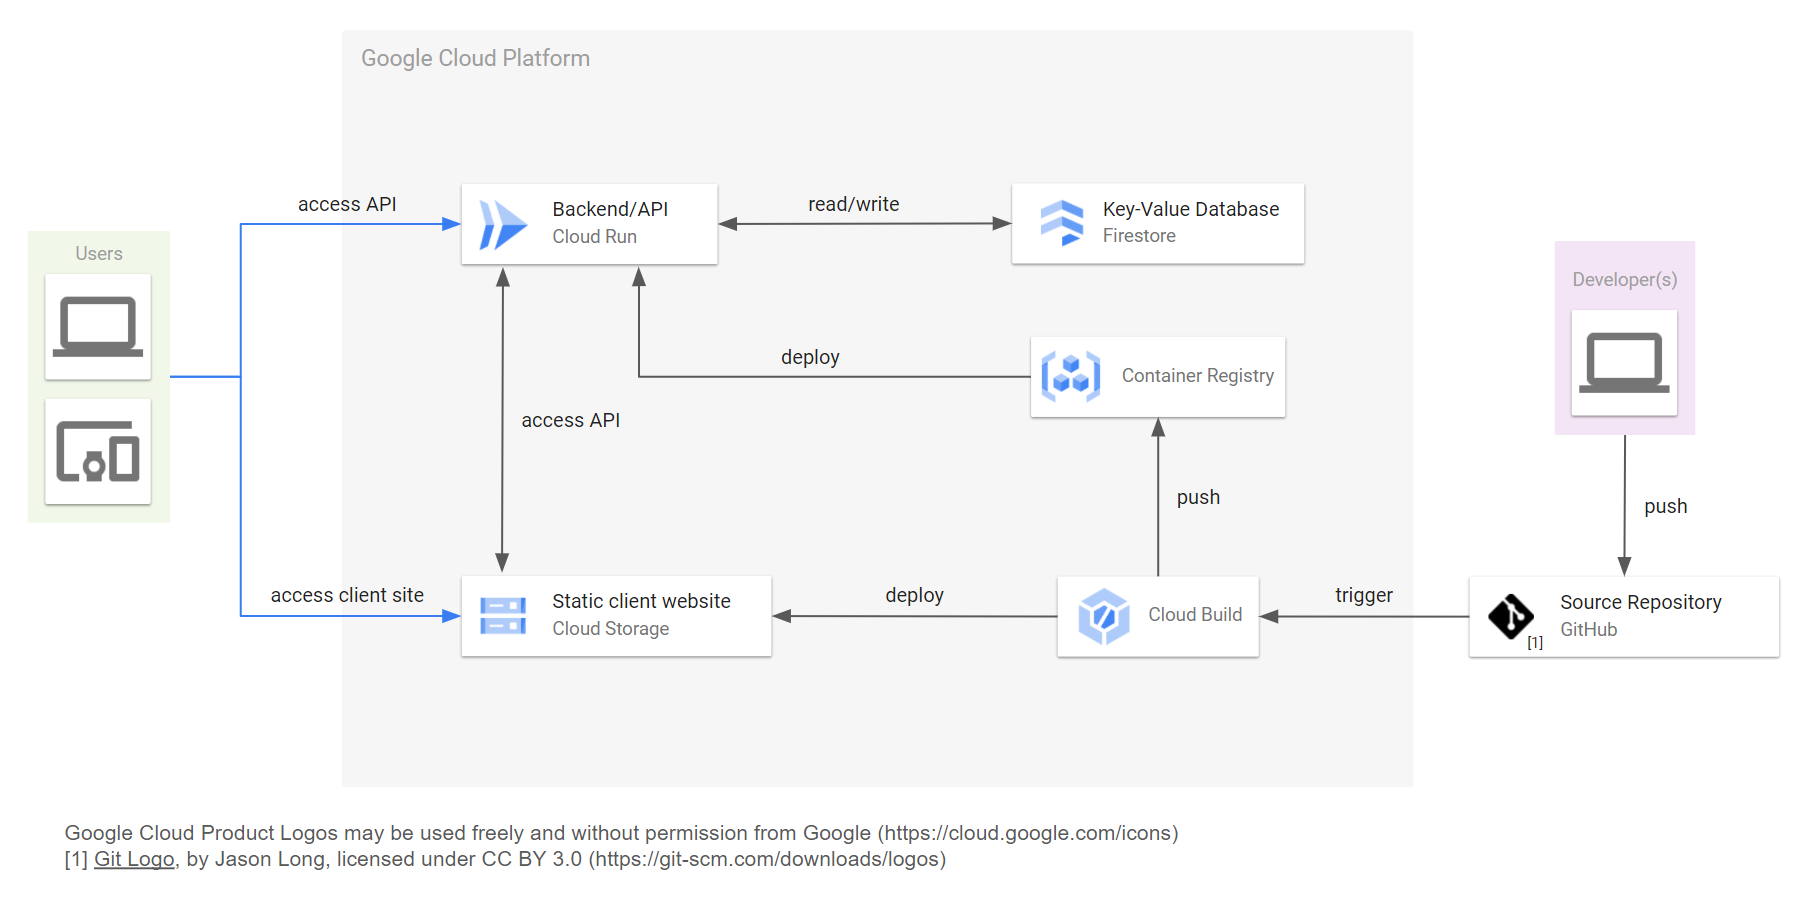 Google Cloud Platform
access API
Backend/API
Cloud Run
read/write
Key-Value Database
Firestore
Users
Developer(s)
deploy
Container Registry
access API
push
push
access client site
Static client website
Cloud Storage
deploy
Cloud Build
trigger
Source Repository
GitHub
[1]
Google Cloud Product Logos may be used freely and without permission from Google (https://cloud.google.com/icons)
[1] Git Logo, by Jason Long, licensed under CC BY 3.0 (https://git-scm.com/downloads/logos)